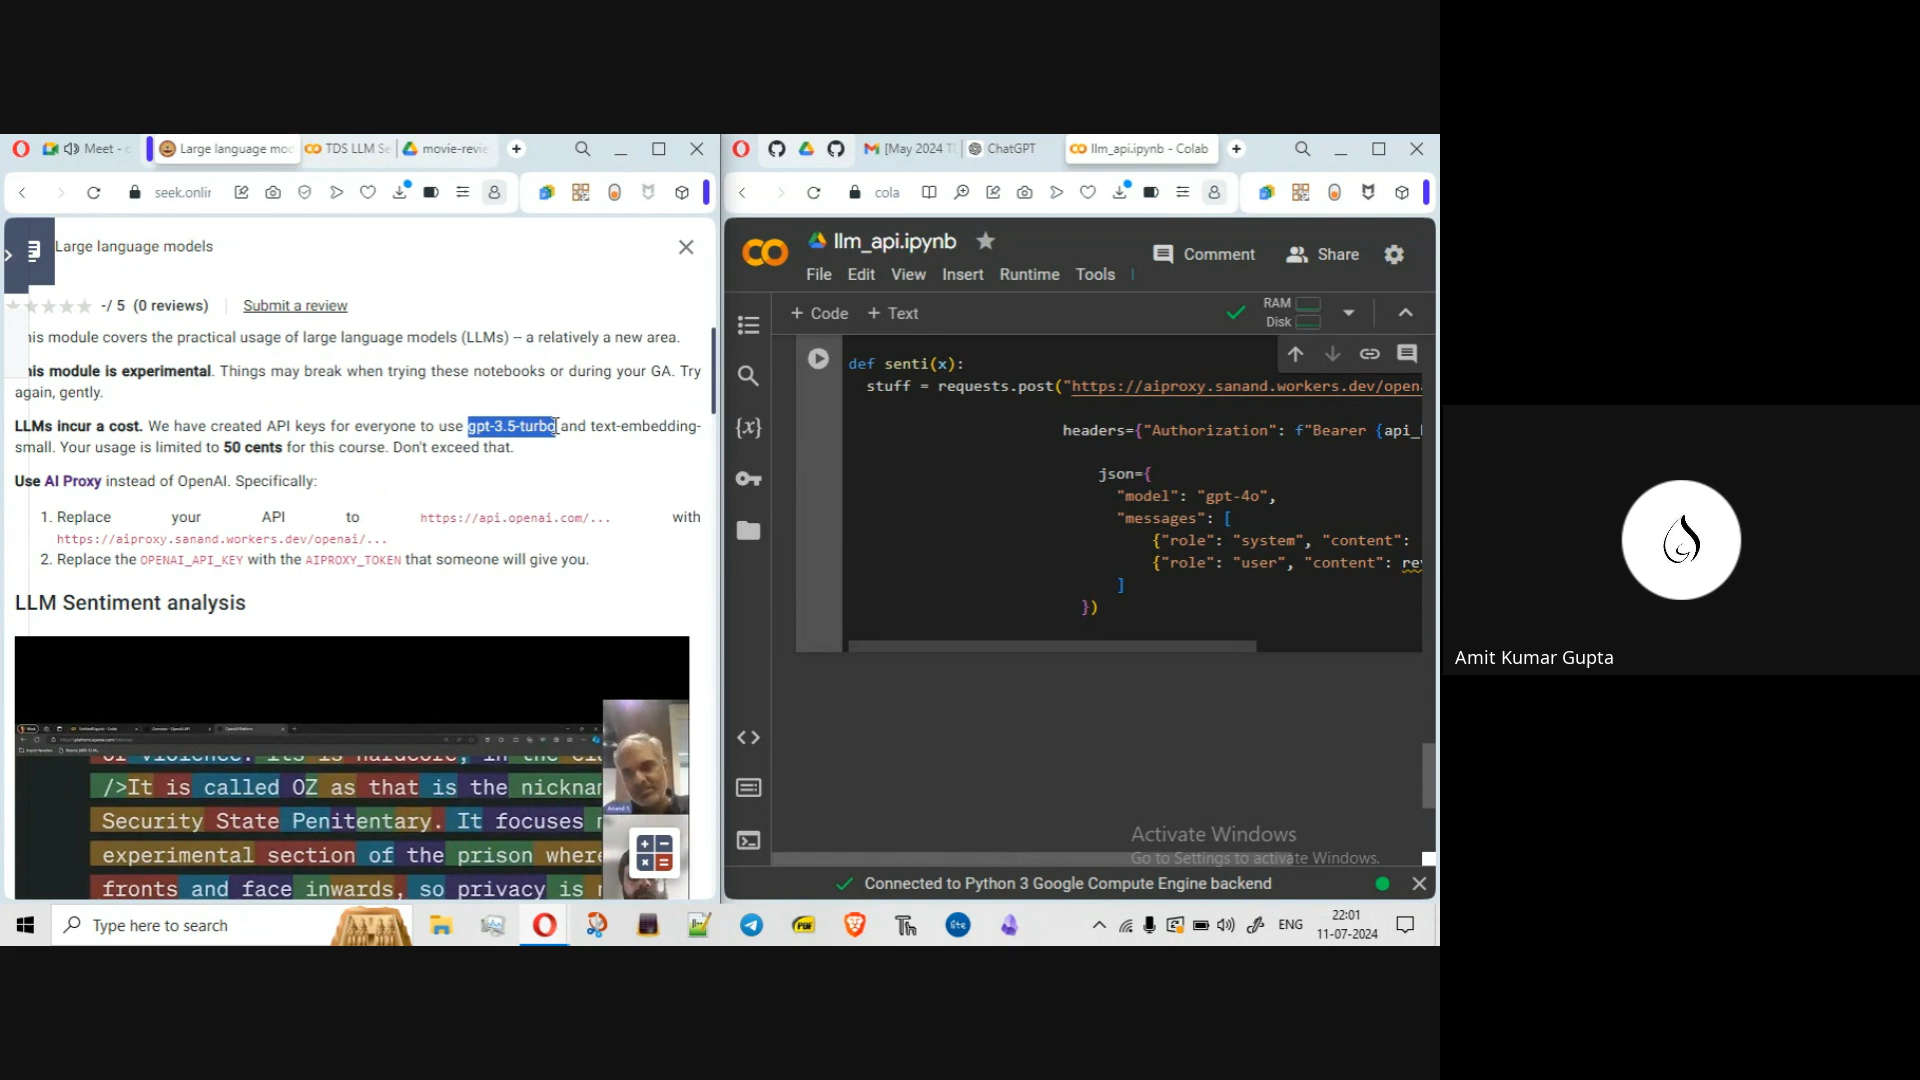 Meet - c
Large language mod
TDS LLM Se
movie-revie
seek.onlin
Large language models
-/ 5 (0 reviews)
Submit a review
his module covers the practical usage of large language models (LLMs) -- a relatively a new area.
his module is experimental. Things may break when trying these notebooks or during your GA. Try
again, gently.
LLMs incur a cost. We have created API keys for everyone to use gpt-3.5-turbo and text-embedding-
small. Your usage is limited to 50 cents for this course. Don't exceed that.
Use AI Proxy instead of OpenAI. Specifically:
1. Replace your API to https://api.openai.com/... with
https://aiproxy.sanand.workers.dev/openai/...
2. Replace the OPENAI_API_KEY with the AIPROXY_TOKEN that someone will give you.
LLM Sentiment analysis
/>It is called OZ as that is the nicknam
Security State Penitentary. It focuses
experimental section of the prison where
fronts and face inwards, so privacy is
Anand S
[May 2024 T
ChatGPT
llm_api.ipynb - Colab
cola
llm_api.ipynb
Comment
Share
File Edit View Insert Runtime Tools
+ Code + Text
RAM
Disk
def senti(x):
stuff = requests.post("https://aiproxy.sanand.workers.dev/open
headers={"Authorization": f"Bearer {api_
json={
"model": "gpt-4o",
"messages": [
{"role": "system", "content":
{"role": "user", "content": re
]
})
Activate Windows
Go to Settings to activate Windows.
Connected to Python 3 Google Compute Engine backend
Type here to search
ENG
22:01
11-07-2024
Amit Kumar Gupta